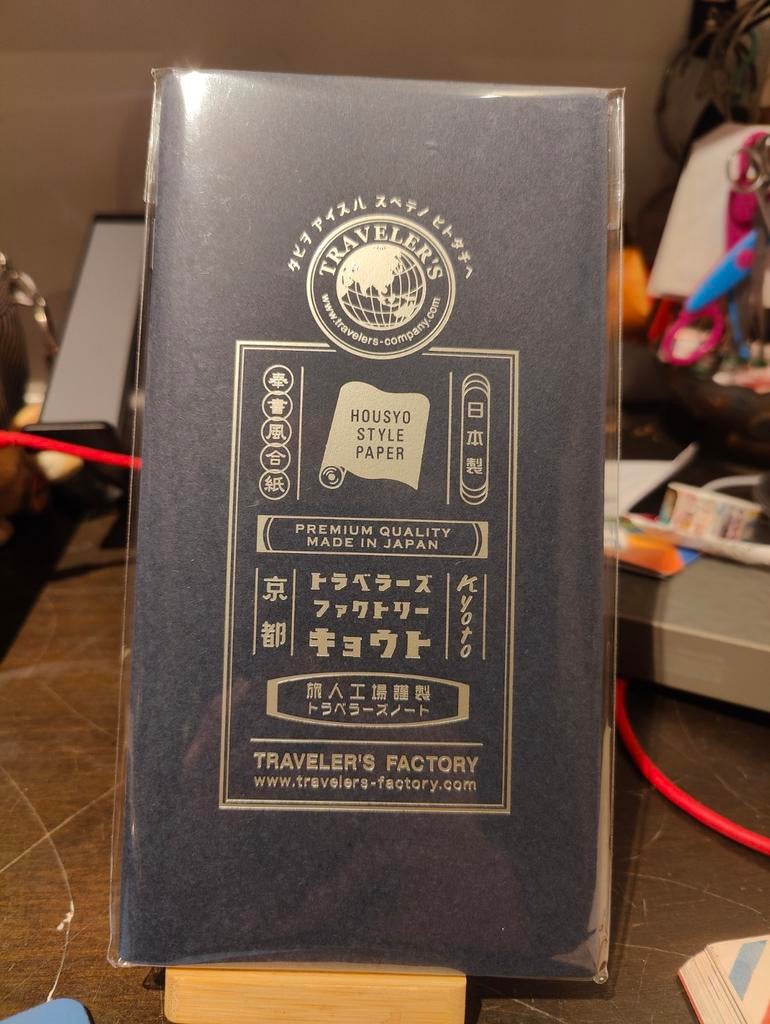 タビヲ アイスル スベテノ ヒトタチヘ
TRAVELER'S
www.travelers-company.com
奉書風合紙
HOUSYO
STYLE
PAPER
日本製
PREMIUM QUALITY
MADE IN JAPAN
京都
トラベラーズ
ファクトリー
キョウト
Kyoto
旅人工場謹製
トラベラーズノート
TRAVELER'S FACTORY
www.travelers-factory.com